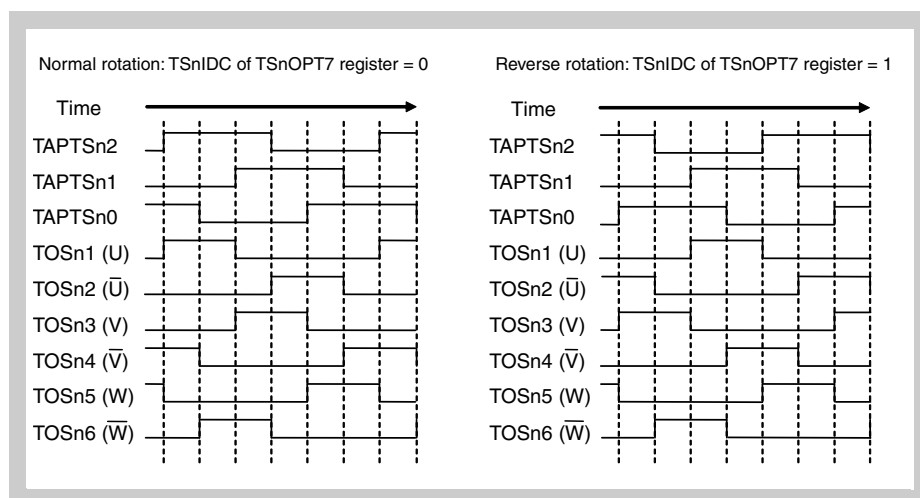 Normal rotation: TSnIDC of TSnOPT7 register = 0
Time
TAPTSn2
TAPTSn1
TAPTSn0
TOSn1 (U)
TOSn2 (U̅)
TOSn3 (V)
TOSn4 (V̅)
TOSn5 (W)
TOSn6 (W̅)
Reverse rotation: TSnIDC of TSnOPT7 register = 1
Time
TAPTSn2
TAPTSn1
TAPTSn0
TOSn1 (U)
TOSn2 (U̅)
TOSn3 (V)
TOSn4 (V̅)
TOSn5 (W)
TOSn6 (W̅)